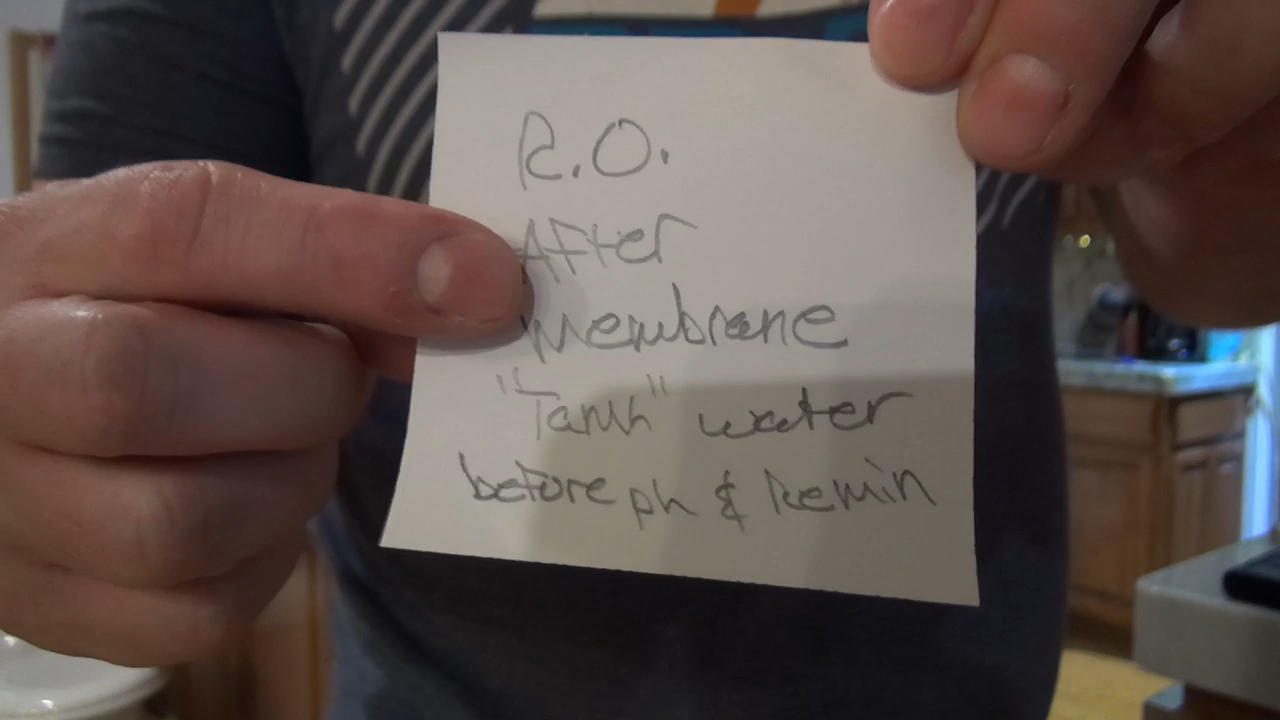 R.O.
After
Membrane
"Tank" water
before ph & Remin